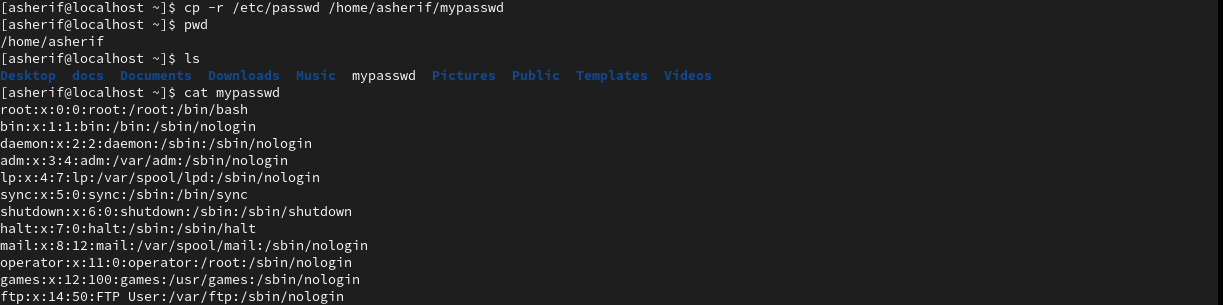 [asherif@localhost ~]$ cp -r /etc/passwd /home/asherif/mypasswd
[asherif@localhost ~]$ pwd
/home/asherif
[asherif@localhost ~]$ ls
Desktop  docs  Documents  Downloads  Music  mypasswd  Pictures  Public  Templates  Videos
[asherif@localhost ~]$ cat mypasswd
root:x:0:0:root:/root:/bin/bash
bin:x:1:1:bin:/bin:/sbin/nologin
daemon:x:2:2:daemon:/sbin:/sbin/nologin
adm:x:3:4:adm:/var/adm:/sbin/nologin
lp:x:4:7:lp:/var/spool/lpd:/sbin/nologin
sync:x:5:0:sync:/sbin:/bin/sync
shutdown:x:6:0:shutdown:/sbin:/sbin/shutdown
halt:x:7:0:halt:/sbin:/sbin/halt
mail:x:8:12:mail:/var/spool/mail:/sbin/nologin
operator:x:11:0:operator:/root:/sbin/nologin
games:x:12:100:games:/usr/games:/sbin/nologin
ftp:x:14:50:FTP User:/var/ftp:/sbin/nologin